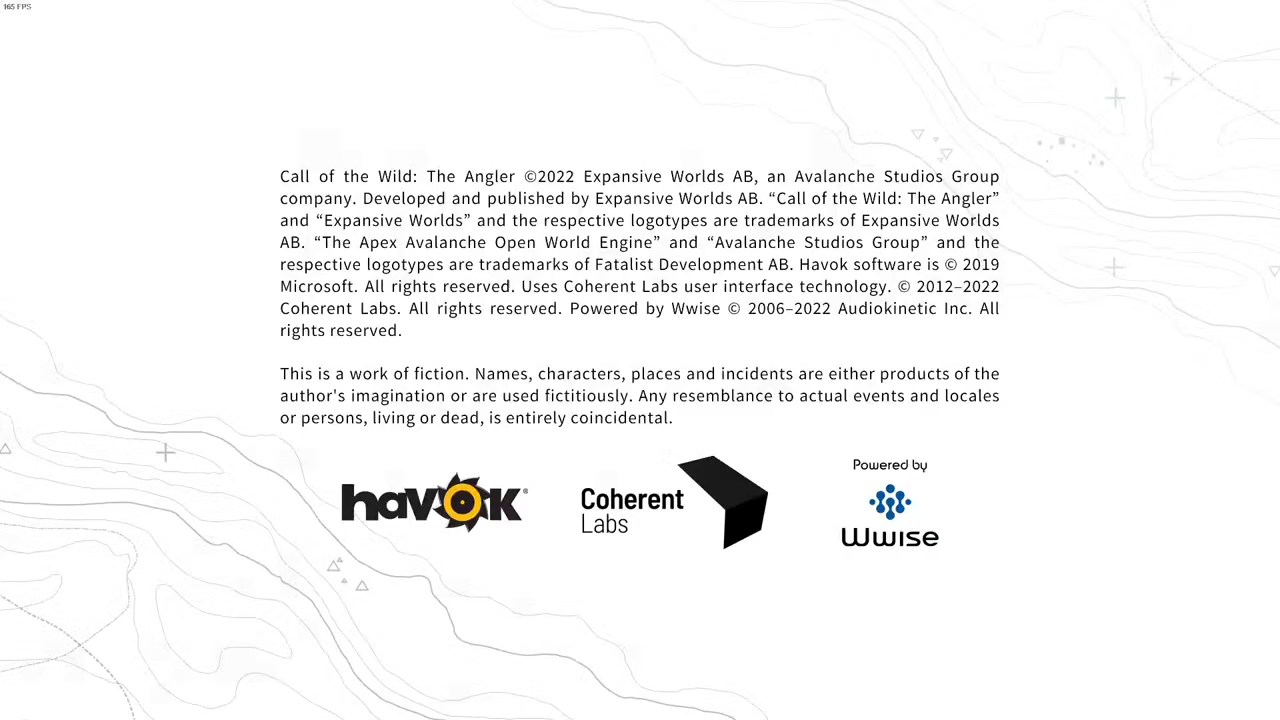 165 FPS
Call of the Wild: The Angler ©2022 Expansive Worlds AB, an Avalanche Studios Group
company. Developed and published by Expansive Worlds AB. “Call of the Wild: The Angler”
and “Expansive Worlds” and the respective logotypes are trademarks of Expansive Worlds
AB. “The Apex Avalanche Open World Engine” and “Avalanche Studios Group” and the
respective logotypes are trademarks of Fatalist Development AB. Havok software is © 2019
Microsoft. All rights reserved. Uses Coherent Labs user interface technology. © 2012–2022
Coherent Labs. All rights reserved. Powered by Wwise © 2006–2022 Audiokinetic Inc. All
rights reserved.
This is a work of fiction. Names, characters, places and incidents are either products of the
author's imagination or are used fictitiously. Any resemblance to actual events and locales
or persons, living or dead, is entirely coincidental.
havok®
Coherent
Labs
Powered by
Wwise